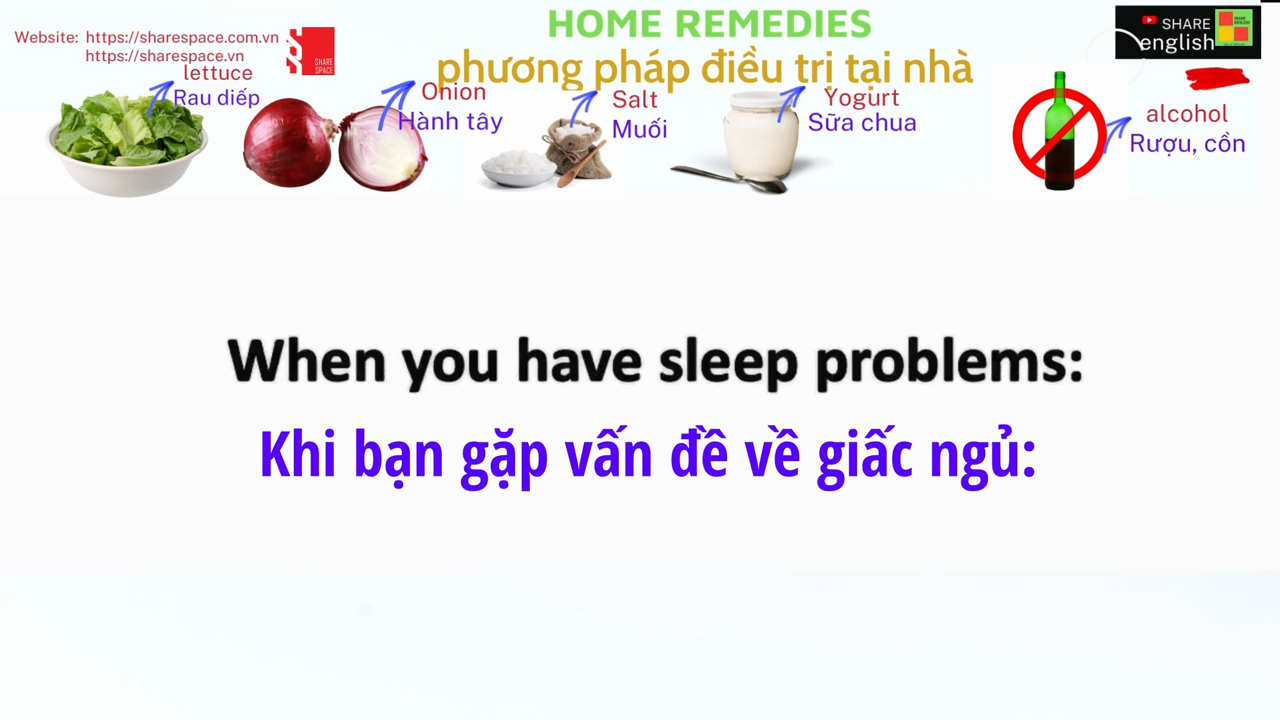 HOME REMEDIES
phương pháp điều trị tại nhà
Website: https://sharespace.com.vn
https://sharespace.vn
SHARE
SPACE
SHARE
english
lettuce
Rau diếp
Onion
Hành tây
Salt
Muối
Yogurt
Sữa chua
alcohol
Rượu, cồn
When you have sleep problems:
Khi bạn gặp vấn đề về giấc ngủ: